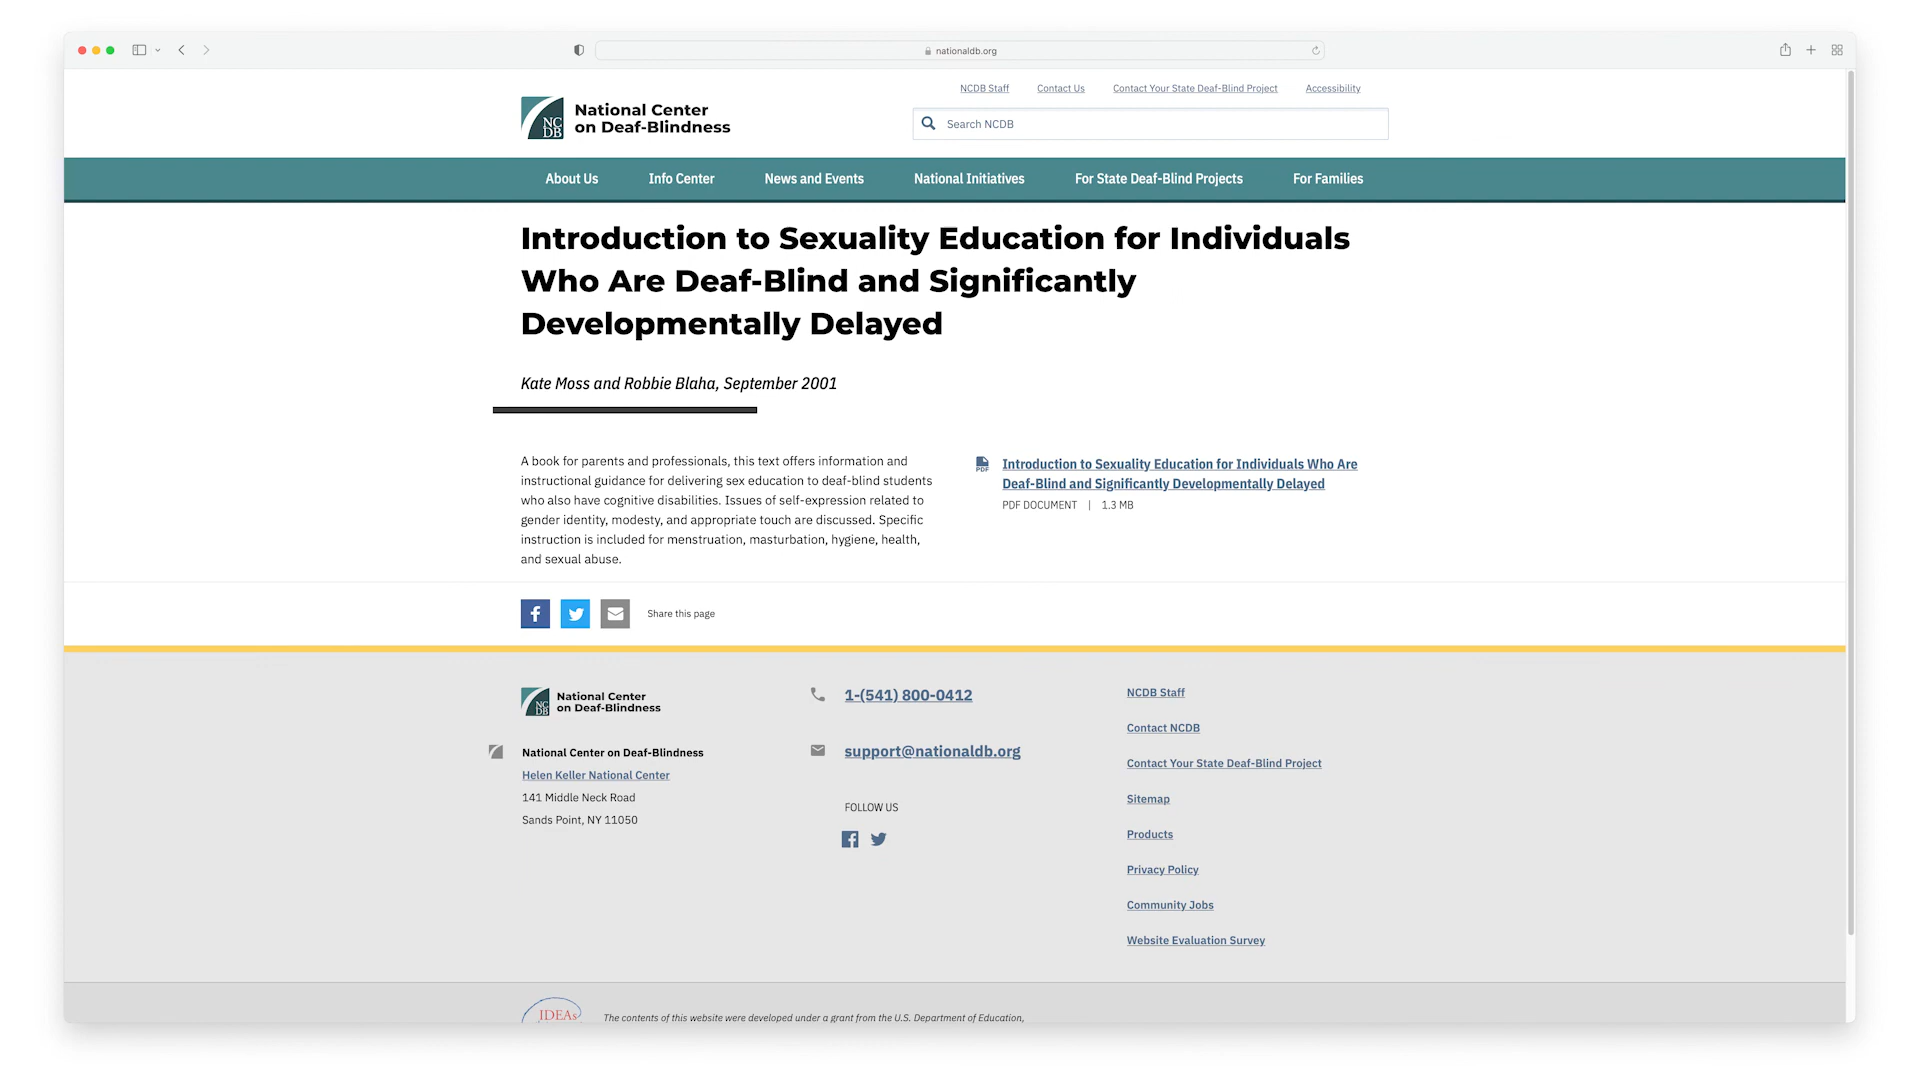 nationaldb.org
NCDB Staff
Contact Us
Contact Your State Deaf-Blind Project
Accessibility
NC
DB
National Center
on Deaf-Blindness
Search NCDB
About Us
Info Center
News and Events
National Initiatives
For State Deaf-Blind Projects
For Families
Introduction to Sexuality Education for Individuals
Who Are Deaf-Blind and Significantly
Developmentally Delayed
Kate Moss and Robbie Blaha, September 2001
A book for parents and professionals, this text offers information and
instructional guidance for delivering sex education to deaf-blind students
who also have cognitive disabilities. Issues of self-expression related to
gender identity, modesty, and appropriate touch are discussed. Specific
instruction is included for menstruation, masturbation, hygiene, health,
and sexual abuse.
PDF
Introduction to Sexuality Education for Individuals Who Are
Deaf-Blind and Significantly Developmentally Delayed
PDF DOCUMENT | 1.3 MB
Share this page
NC
DB
National Center
on Deaf-Blindness
National Center on Deaf-Blindness
Helen Keller National Center
141 Middle Neck Road
Sands Point, NY 11050
1-(541) 800-0412
support@nationaldb.org
FOLLOW US
NCDB Staff
Contact NCDB
Contact Your State Deaf-Blind Project
Sitemap
Products
Privacy Policy
Community Jobs
Website Evaluation Survey
IDEAs
The contents of this website were developed under a grant from the U.S. Department of Education,